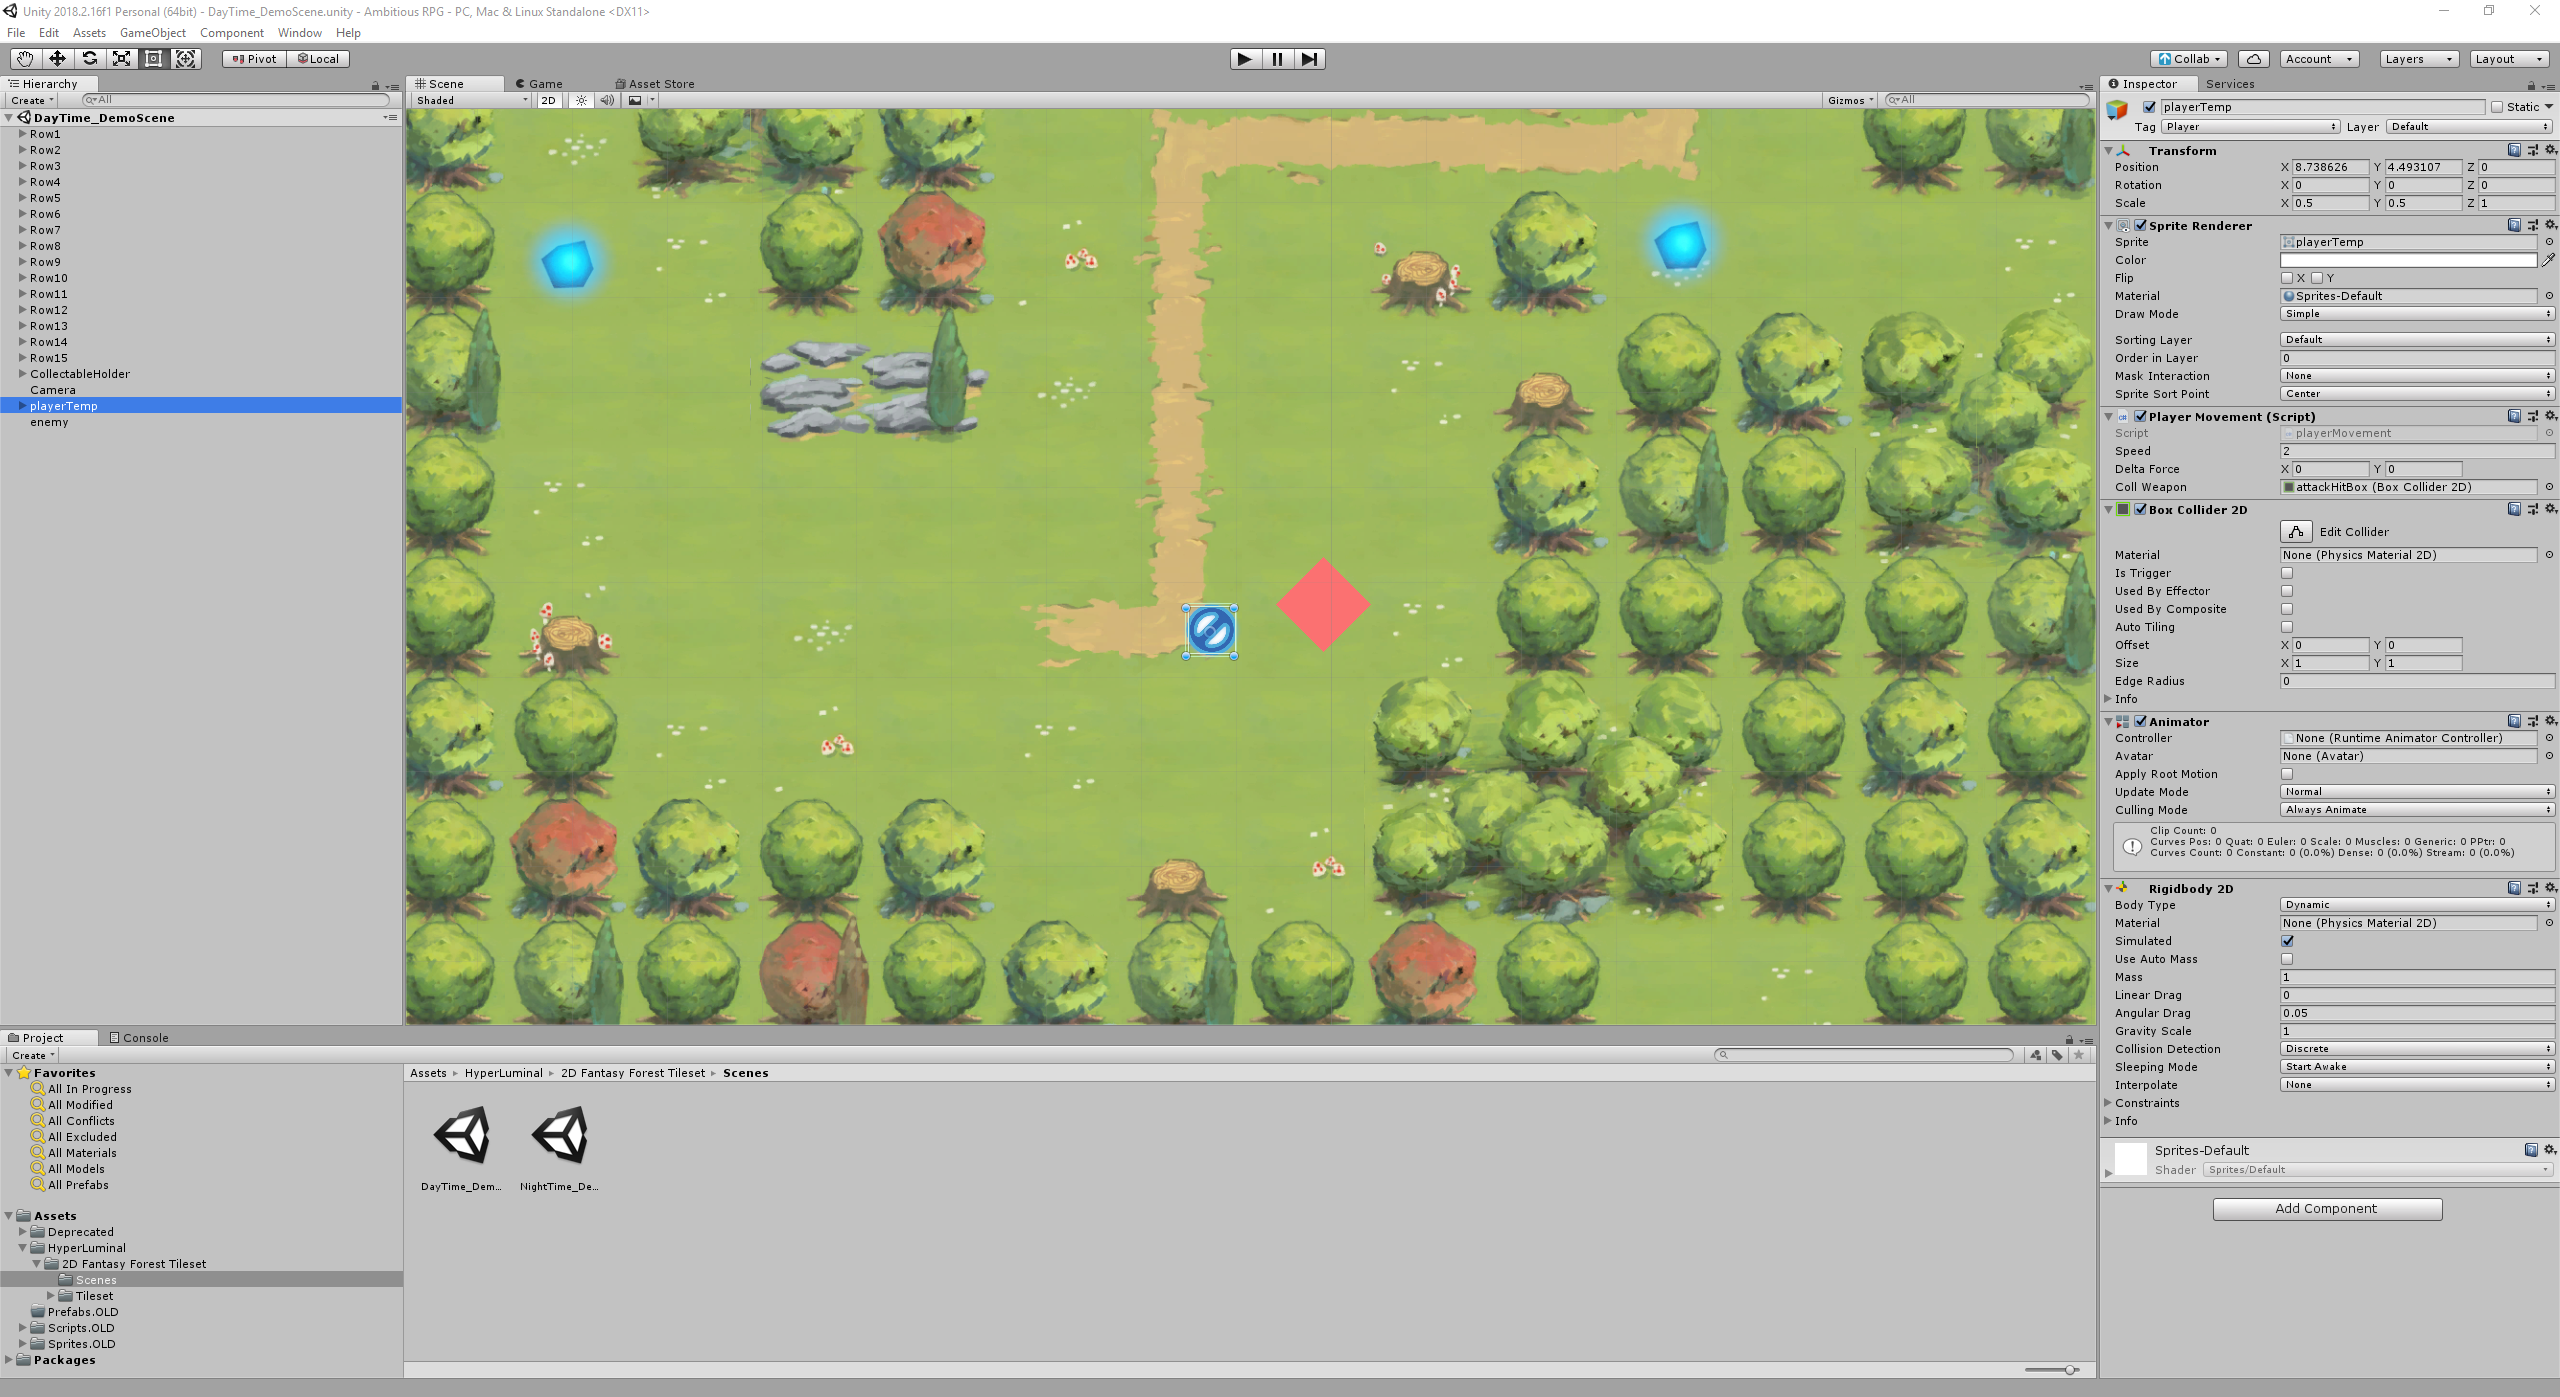 Unity 2018.2.16f1 Personal (64bit) - DayTime_DemoScene.unity - Ambitious RPG - PC, Mac & Linux Standalone <DX11>
File Edit Assets GameObject Component Window Help
Pivot Local Collab Account Layers Layout
Hierarchy
Create All
DayTime_DemoScene
Row1
Row2
Row3
Row4
Row5
Row6
Row7
Row8
Row9
Row10
Row11
Row12
Row13
Row14
Row15
CollectableHolder
Camera
playerTemp
enemy
Scene Game Asset Store
Shaded 2D Gizmos All
Inspector Services
playerTemp Static
Tag Player Layer Default
Transform
Position X 8.738626 Y 4.493107 Z 0
Rotation X 0 Y 0 Z 0
Scale X 0.5 Y 0.5 Z 1
Sprite Renderer
Sprite playerTemp
Color
Flip X Y
Material Sprites-Default
Draw Mode Simple
Sorting Layer Default
Order in Layer 0
Mask Interaction None
Sprite Sort Point Center
Player Movement (Script)
Script playerMovement
Speed 2
Delta Force X 0 Y 0
Coll Weapon attackHitBox (Box Collider 2D)
Box Collider 2D
Edit Collider
Material None (Physics Material 2D)
Is Trigger
Used By Effector
Used By Composite
Auto Tiling
Offset X 0 Y 0
Size X 1 Y 1
Edge Radius 0
Info
Animator
Controller None (Runtime Animator Controller)
Avatar None (Avatar)
Apply Root Motion
Update Mode Normal
Culling Mode Always Animate
Clip Count: 0
Curves Pos: 0 Quat: 0 Euler: 0 Scale: 0 Muscles: 0 Generic: 0 PPtr: 0
Curves Count: 0 Constant: 0 (0.0%) Dense: 0 (0.0%) Stream: 0 (0.0%)
Rigidbody 2D
Body Type Dynamic
Material None (Physics Material 2D)
Simulated
Use Auto Mass
Mass 1
Linear Drag 0
Angular Drag 0.05
Gravity Scale 1
Collision Detection Discrete
Sleeping Mode Start Awake
Interpolate None
Constraints
Info
Sprites-Default
Shader Sprites/Default
Add Component
Project Console
Create
Favorites
All In Progress
All Modified
All Conflicts
All Excluded
All Materials
All Models
All Prefabs
Assets
Deprecated
HyperLuminal
2D Fantasy Forest Tileset
Scenes
Tileset
Prefabs.OLD
Scripts.OLD
Sprites.OLD
Packages
Assets HyperLuminal 2D Fantasy Forest Tileset Scenes
DayTime_Dem... NightTime_De...